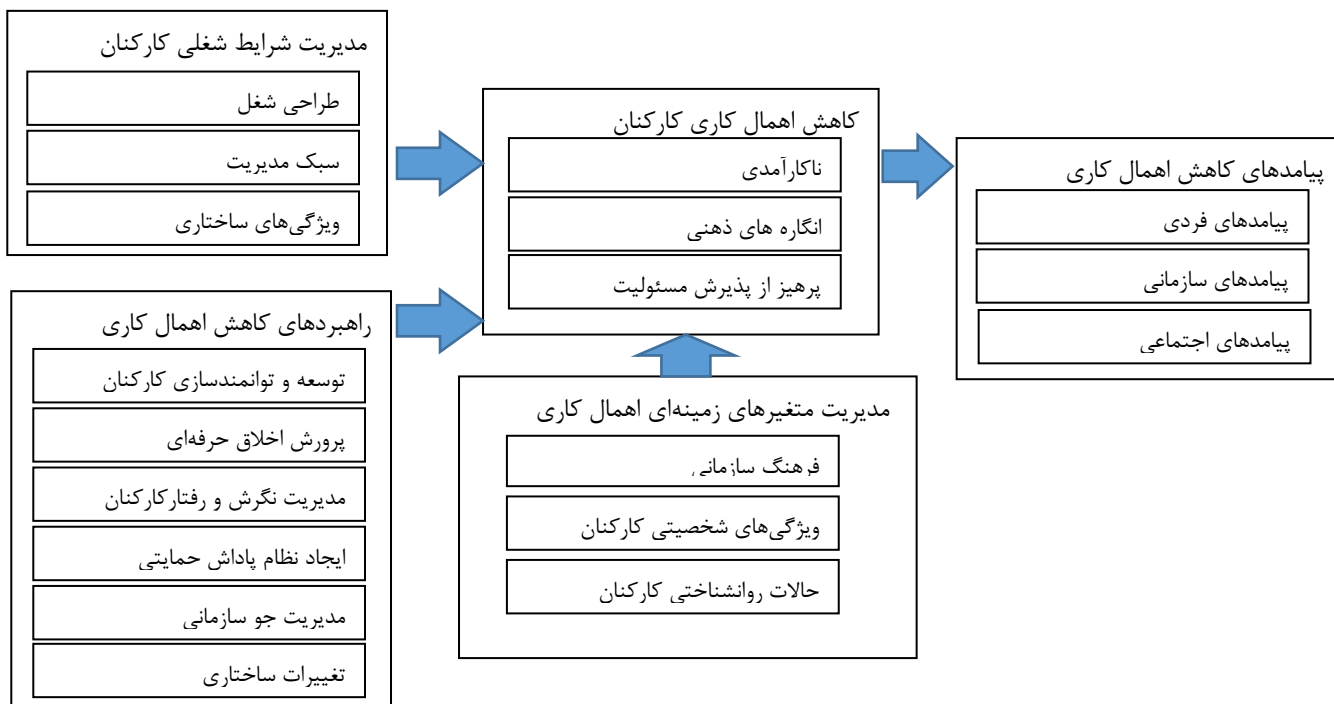 مدیریت شرایط شغلی کارکنان
طراحی شغل
سبک مدیریت
ویژگی‌های ساختاری
راهبردهای کاهش اهمال کاری
توسعه و توانمندسازی کارکنان
پرورش اخلاق حرفه‌ای
مدیریت نگرش و رفتارکارکنان
ایجاد نظام پاداش حمایتی
مدیریت جو سازمانی
تغییرات ساختاری
کاهش اهمال کاری کارکنان
ناکارآمدی
انگاره های ذهنی
پرهیز از پذیرش مسئولیت
مدیریت متغیرهای زمینه‌ای اهمال کاری
فرهنگ سازمانی
ویژگی‌های شخصیتی کارکنان
حالات روانشناختی کارکنان
پیامدهای کاهش اهمال کاری
پیامدهای فردی
پیامدهای سازمانی
پیامدهای اجتماعی